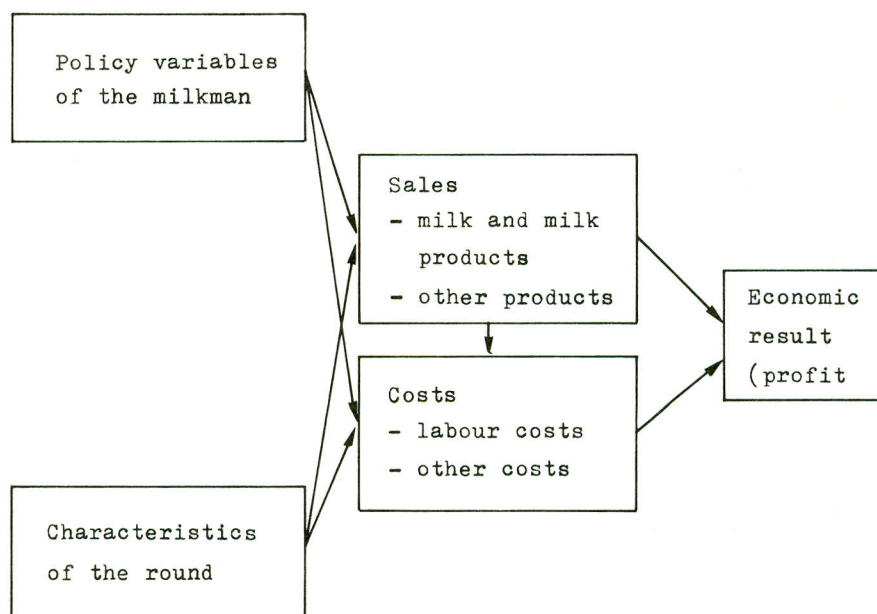 Policy variables
of the milkman
Sales
- milk and milk
products
- other products
Economic
result
(profit
Costs
- labour costs
- other costs
Characteristics
of the round